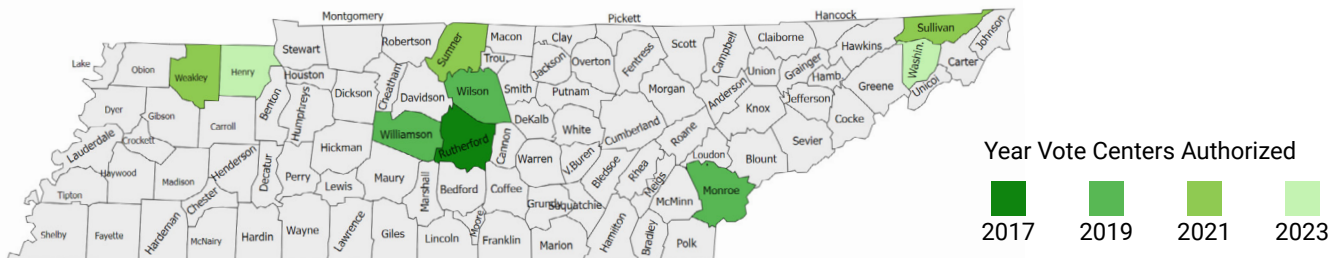 Montgomery
Pickett
Hancock
Lake
Obion
Weakley
Henry
Stewart
Houston
Robertson
Sumner
Macon
Trou.
Clay
Jackson
Overton
Fentress
Scott
Campbell
Claiborne
Union
Grainger
Hamb.
Hawkins
Sullivan
Washin.
Carter
Johnson
Unicoi
Greene
Dyer
Gibson
Carroll
Benton
Humphreys
Dickson
Cheatham
Davidson
Wilson
Smith
Putnam
Morgan
Anderson
Knox
Jefferson
Cocke
Sevier
Lauderdale
Crockett
Haywood
Madison
Henderson
Decatur
Perry
Hickman
Williamson
Rutherford
Cannon
DeKalb
White
Cumberland
Roane
Loudon
Blount
Warren
V.Buren
Bledsoe
Rhea
Meigs
McMinn
Monroe
Tipton
Chester
Lewis
Maury
Marshall
Bedford
Coffee
Grundy
Sequatchie
Shelby
Fayette
Hardeman
McNairy
Hardin
Wayne
Lawrence
Giles
Lincoln
Moore
Franklin
Marion
Hamilton
Bradley
Polk
Year Vote Centers Authorized
2017 2019 2021 2023